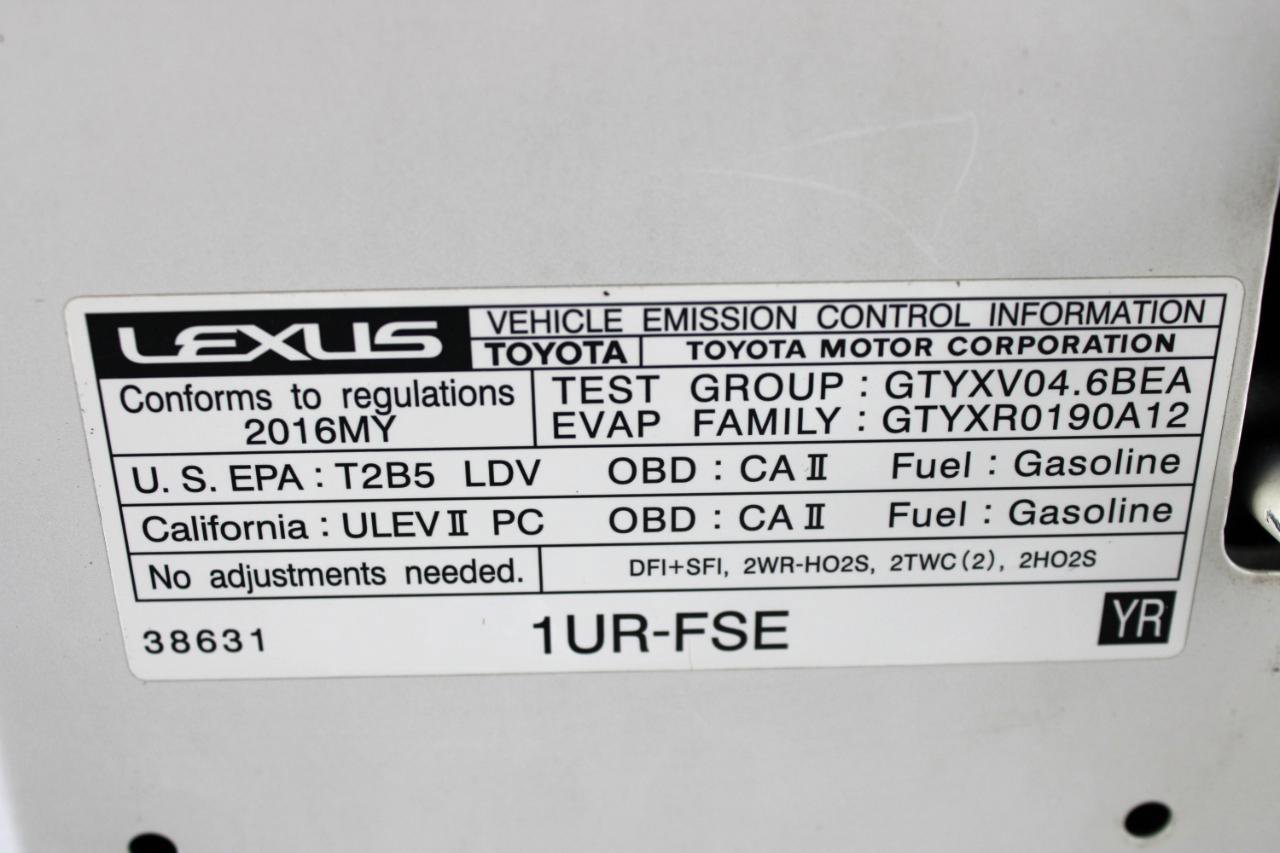 LEXUS
VEHICLE EMISSION CONTROL INFORMATION
TOYOTA TOYOTA MOTOR CORPORATION
Conforms to regulations
2016MY
TEST GROUP : GTYXV04.6BEA
EVAP FAMILY : GTYXR0190A12
U. S. EPA : T2B5 LDV OBD : CA II Fuel : Gasoline
California : ULEV II PC OBD : CA II Fuel : Gasoline
No adjustments needed.
DFI+SFI, 2WR-HO2S, 2TWC(2), 2HO2S
38631 1UR-FSE YR